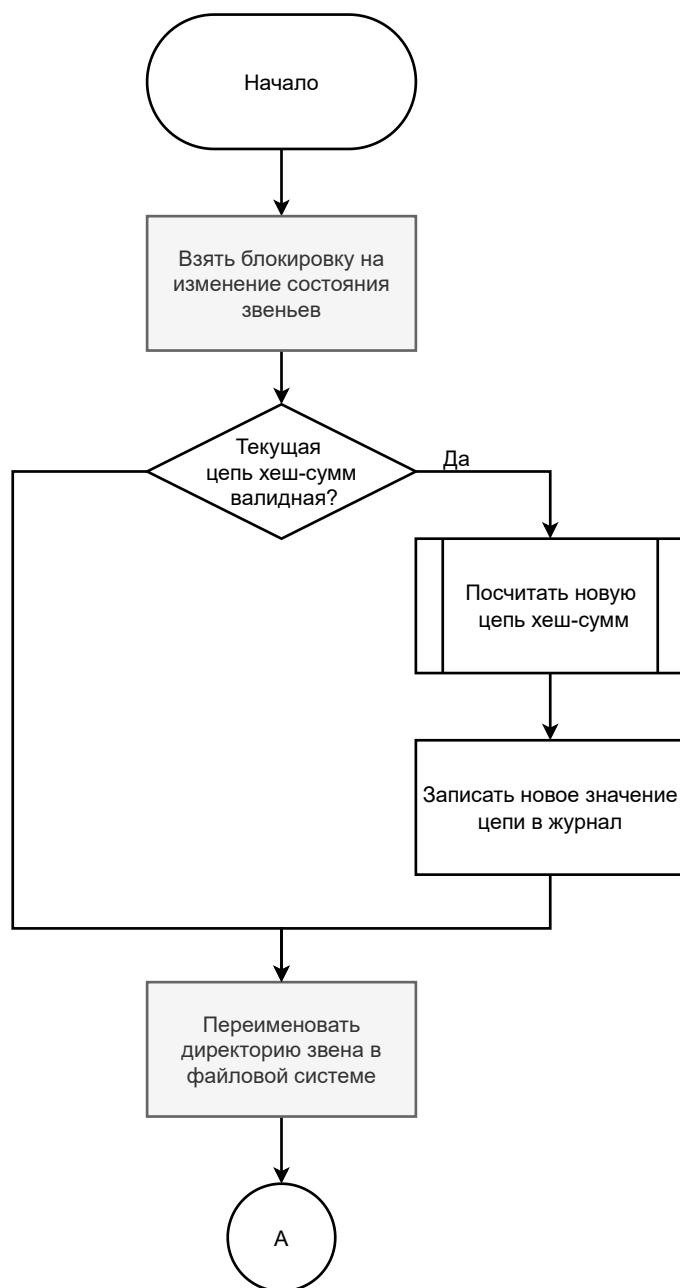 Начало
Взять блокировку на
изменение состояния
звеньев
Текущая
цепь хеш-сумм
валидная?
Да
Посчитать новую
цепь хеш-сумм
Записать новое значение
цепи в журнал
Переименовать
директорию звена в
файловой системе
А